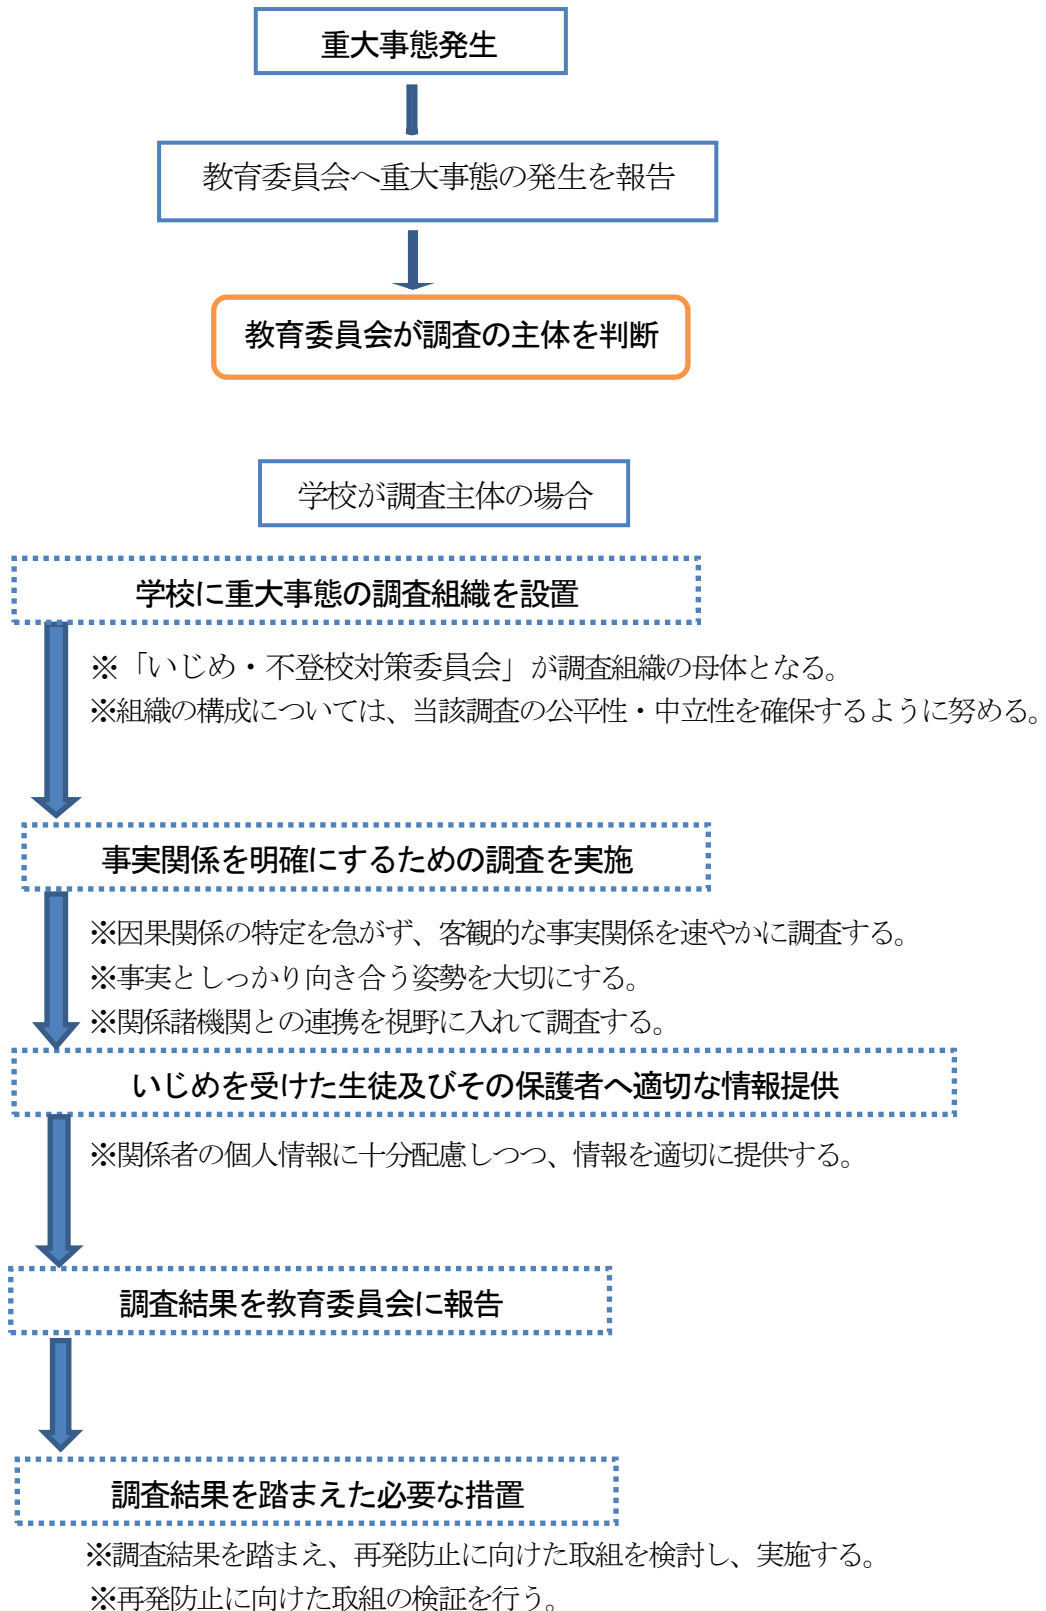 重大事態発生
教育委員会へ重大事態の発生を報告
教育委員会が調査の主体を判断
学校が調査主体の場合
学校に重大事態の調査組織を設置
※「いじめ・不登校対策委員会」が調査組織の母体となる。
※組織の構成については、当該調査の公平性・中立性を確保するように努める。
事実関係を明確にするための調査を実施
※因果関係の特定を急がず、客観的な事実関係を速やかに調査する。
※事実としっかり向き合う姿勢を大切にする。
※関係諸機関との連携を視野に入れて調査する。
いじめを受けた生徒及びその保護者へ適切な情報提供
※関係者の個人情報に十分配慮しつつ、情報を適切に提供する。
調査結果を教育委員会に報告
調査結果を踏まえた必要な措置
※調査結果を踏まえ、再発防止に向けた取組を検討し、実施する。
※再発防止に向けた取組の検証を行う。